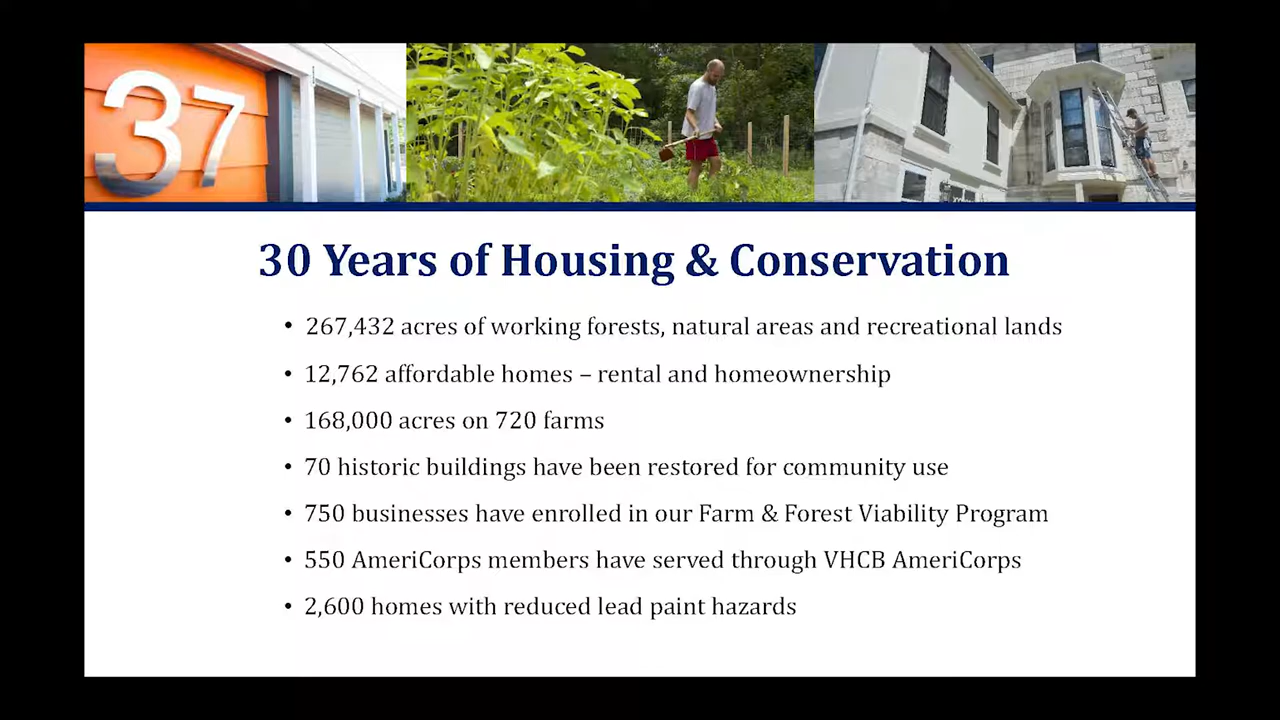 37
30 Years of Housing & Conservation
• 267,432 acres of working forests, natural areas and recreational lands
• 12,762 affordable homes – rental and homeownership
• 168,000 acres on 720 farms
• 70 historic buildings have been restored for community use
• 750 businesses have enrolled in our Farm & Forest Viability Program
• 550 AmeriCorps members have served through VHCB AmeriCorps
• 2,600 homes with reduced lead paint hazards